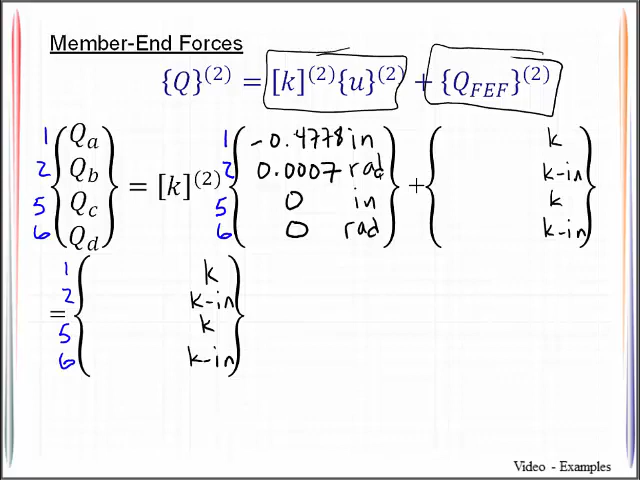 Member-End Forces
{Q}⁽²⁾ = [k]⁽²⁾{u}⁽²⁾ + {Q_FEF}⁽²⁾
1 Q_a 1 -0.4778 in k
2 Q_b 2 0.0007 rad k-in
= [k]⁽²⁾ +
5 Q_c 5 0 in k
6 Q_d 6 0 rad k-in
1 k
2 k-in
=
5 k
6 k-in
Video - Examples